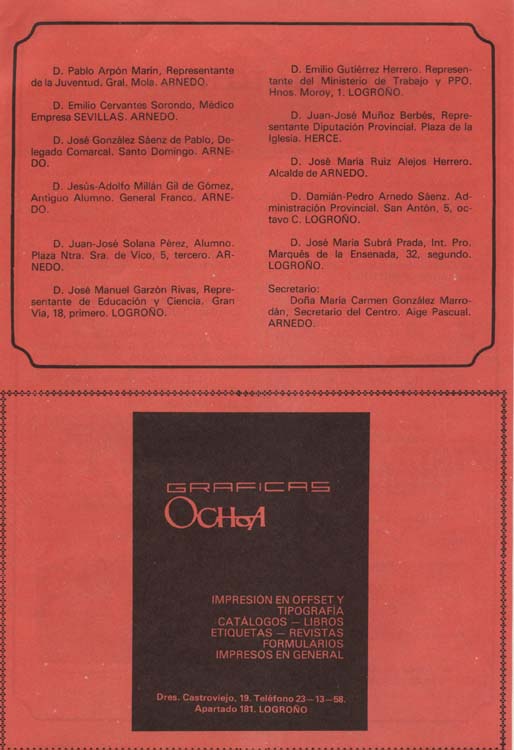 D. Pablo Arpón Marín, Representante
de la Juventud. Gral. Mola. ARNEDO.
D. Emilio Cervantes Sorondo, Médico
Empresa SEVILLAS. ARNEDO.
D. José González Sáenz de Pablo, De-
legado Comarcal. Santo Domingo. ARNE-
DO.
D. Jesús-Adolfo Millán Gil de Gómez,
Antiguo Alumno. General Franco. ARNE-
DO.
D. Juan-José Solana Pérez, Alumno.
Plaza Ntra. Sra. de Vico, 5, tercero. AR-
NEDO.
D. José Manuel Garzón Rivas, Repre-
sentante de Educación y Ciencia. Gran
Vía, 18, primero. LOGROÑO.
D. Emilio Gutiérrez Herrero. Represen-
tante del Ministerio de Trabajo y PPO.
Hnos. Moroy, 1. LOGROÑO.
D. Juan-José Muñoz Berbés, Repre-
sentante Diputación Provincial. Plaza de la
Iglesia. HERCE.
D. José María Ruiz Alejos Herrero.
Alcalde de ARNEDO.
D. Damián-Pedro Arnedo Sáenz. Ad-
ministración Provincial. San Antón, 5, oc-
tavo C. LOGROÑO.
D. José María Subrá Prada, Int. Pro.
Marqués de la Ensenada, 32, segundo.
LOGROÑO.
Secretario:
Doña María Carmen González Marro-
dán, Secretario del Centro. Aige Pascual.
ARNEDO.
GRAFICAS
OCHOA
IMPRESIÓN EN OFFSET Y
TIPOGRAFÍA
CATÁLOGOS — LIBROS
ETIQUETAS — REVISTAS
FORMULARIOS
IMPRESOS EN GENERAL
Dres. Castroviejo, 19. Teléfono 23-13-58.
Apartado 181. LOGROÑO